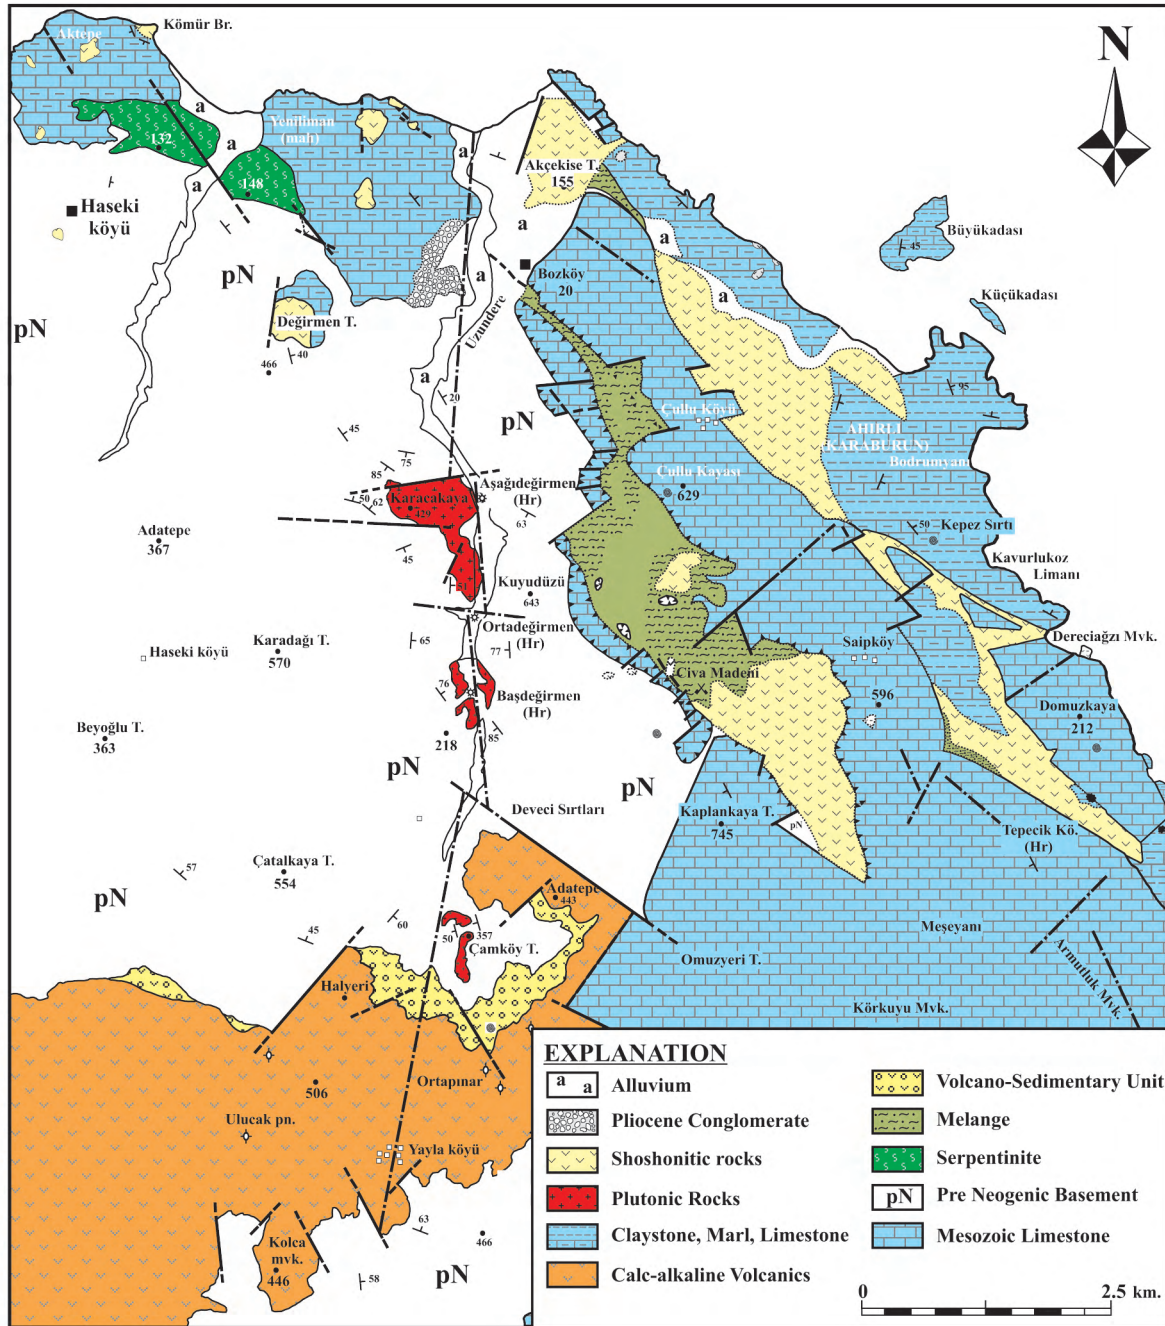 Kömür Br.
Aktepe
N
a
Yeniliman
(mah)
a
132
a
a
148
Haseki
köyü
pN
pN
Akçekise T.
155
a
a
a
a
Büyükadası
45
Bozköy
20
Küçükadası
Değirmen T.
466
40
Uzundere
a
20
pN
45
75
85
50
62
Çullu Köyü
AHIRLI
(KARABURUN)
Bodrumyanı
95
Karacakaya
429
Aşağıdeğirmen
(Hr)
63
Çullu Kayası
629
50
Kepez Sırtı
Kavurlukoz
Limanı
Adatepe
367
45
51
Kuyudüzü
643
Karadağı T.
570
Haseki köyü
65
Ortadeğirmen
(Hr)
77
Saipköy
Dereciağzı Mvk.
76
Başdeğirmen
(Hr)
85
Civa Madeni
596
Domuzkaya
212
Beyoğlu T.
363
218
pN
pN
Deveci Sırtları
Kaplankaya T.
745
pN
Tepecik Kö.
(Hr)
57
Çatalkaya T.
554
pN
Adatepe
443
45
60
50
357
Çamköy T.
Omuzyeri T.
Meşeyanı
Armutluk Mvk.
Körkuyu Mvk.
Halyeri
506
Ortapınar
Ulucak pn.
Yayla köyü
Kolca
mvk.
446
63
58
466
pN
EXPLANATION
a a Alluvium
Pliocene Conglomerate
Shoshonitic rocks
Plutonic Rocks
Claystone, Marl, Limestone
Calc-alkaline Volcanics
Volcano-Sedimentary Unit
Melange
Serpentinite
pN Pre Neogenic Basement
Mesozoic Limestone
0 2.5 km.